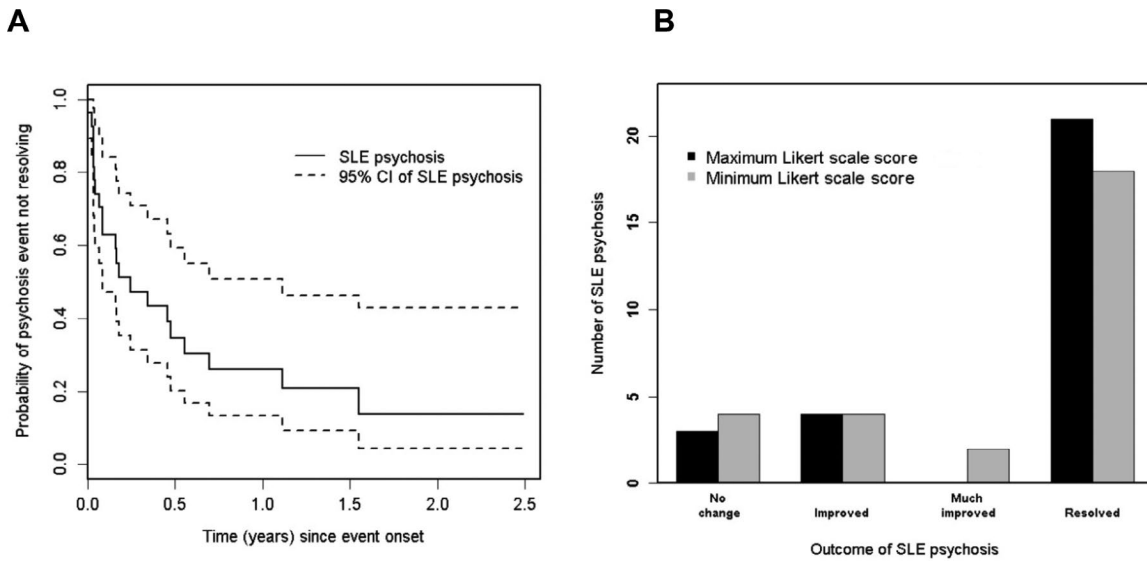 A
B
Probability of psychosis event not resolving
1.0
0.8
0.6
0.4
0.2
0.0
SLE psychosis
95% CI of SLE psychosis
0.0 0.5 1.0 1.5 2.0 2.5
Time (years) since event onset
Number of SLE psychosis
20
15
10
5
0
Maximum Likert scale score
Minimum Likert scale score
No
change
Improved
Much
improved
Resolved
Outcome of SLE psychosis